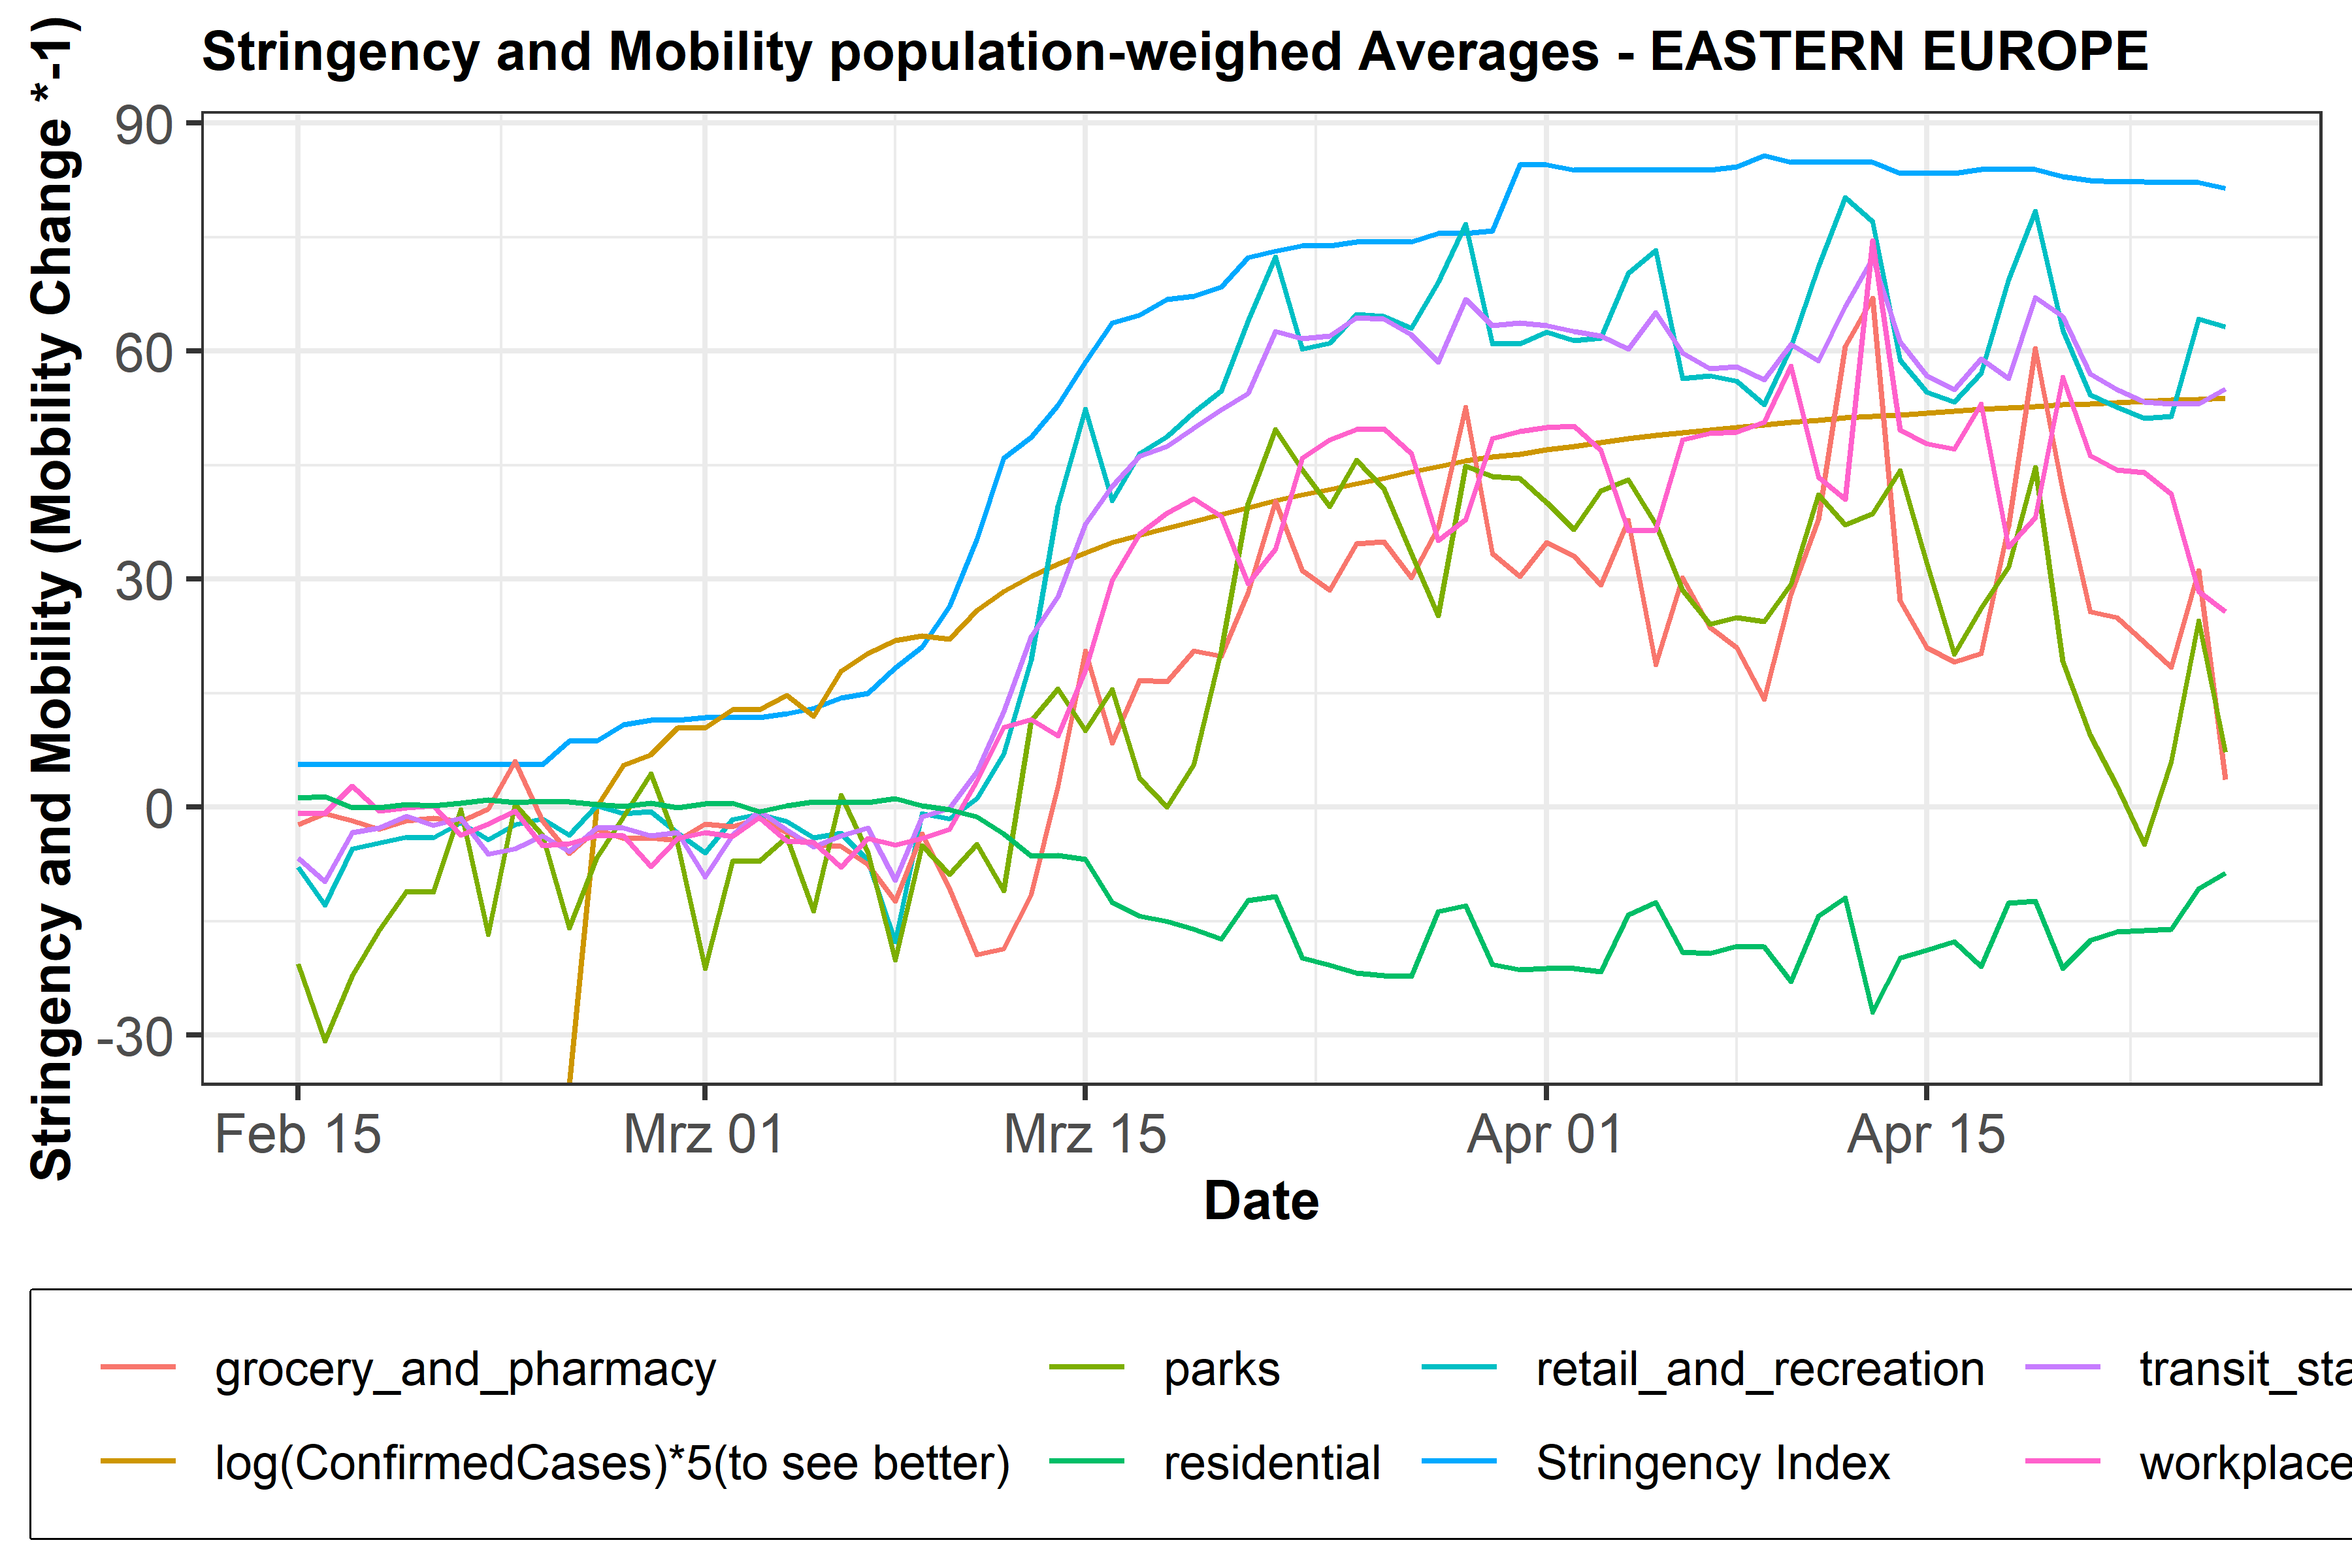 Stringency and Mobility population-weighed Averages - EASTERN EUROPE
Stringency and Mobility (Mobility Change *-1)
90
60
30
0
-30
Feb 15 Mrz 01 Mrz 15 Apr 01 Apr 15
Date
grocery_and_pharmacy parks retail_and_recreation transit_sta
log(ConfirmedCases)*5(to see better) residential Stringency Index workplace